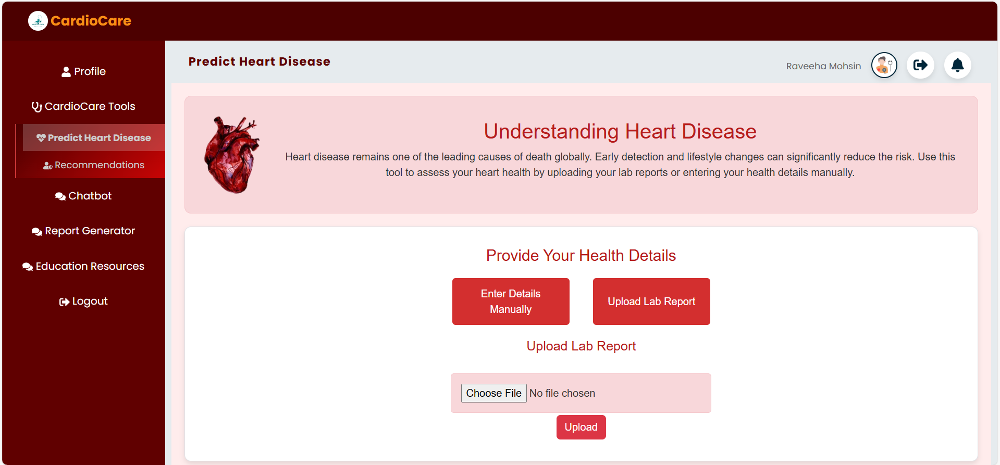 CardioCare
Profile
CardioCare Tools
Predict Heart Disease
Recommendations
Chatbot
Report Generator
Education Resources
Logout
Predict Heart Disease
Raveeha Mohsin
Understanding Heart Disease
Heart disease remains one of the leading causes of death globally. Early detection and lifestyle changes can significantly reduce the risk. Use this
tool to assess your heart health by uploading your lab reports or entering your health details manually.
Provide Your Health Details
Enter Details
Manually
Upload Lab Report
Upload Lab Report
Choose File No file chosen
Upload